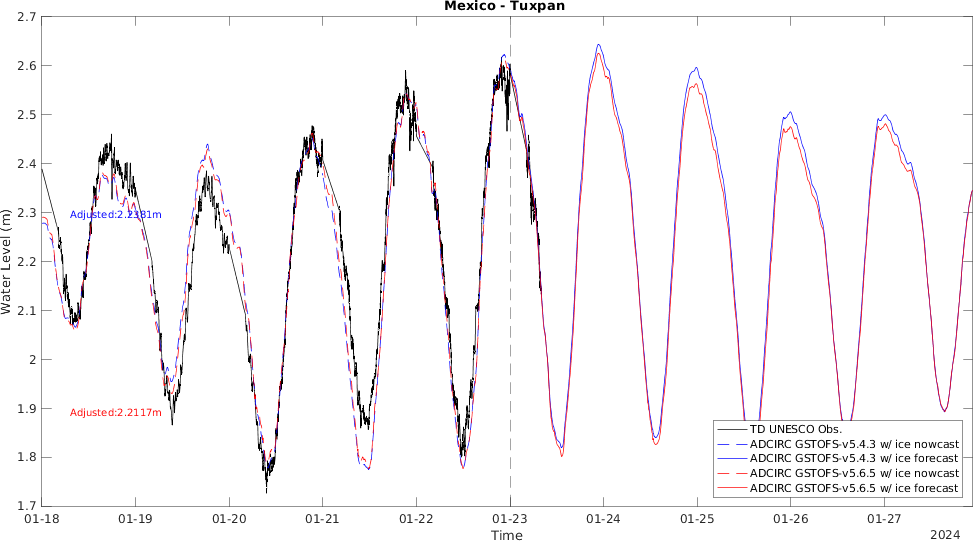 Mexico - Tuxpan
2.7
2.6
2.5
2.4
2.3
2.2
2.1
2
1.9
1.8
1.7
Water Level (m)
Adjusted:2.2381m
Adjusted:2.2117m
TD UNESCO Obs.
ADCIRC GSTOFS-v5.4.3 w/ ice nowcast
ADCIRC GSTOFS-v5.4.3 w/ ice forecast
ADCIRC GSTOFS-v5.6.5 w/ ice nowcast
ADCIRC GSTOFS-v5.6.5 w/ ice forecast
01-18 01-19 01-20 01-21 01-22 01-23 01-24 01-25 01-26 01-27
Time
2024